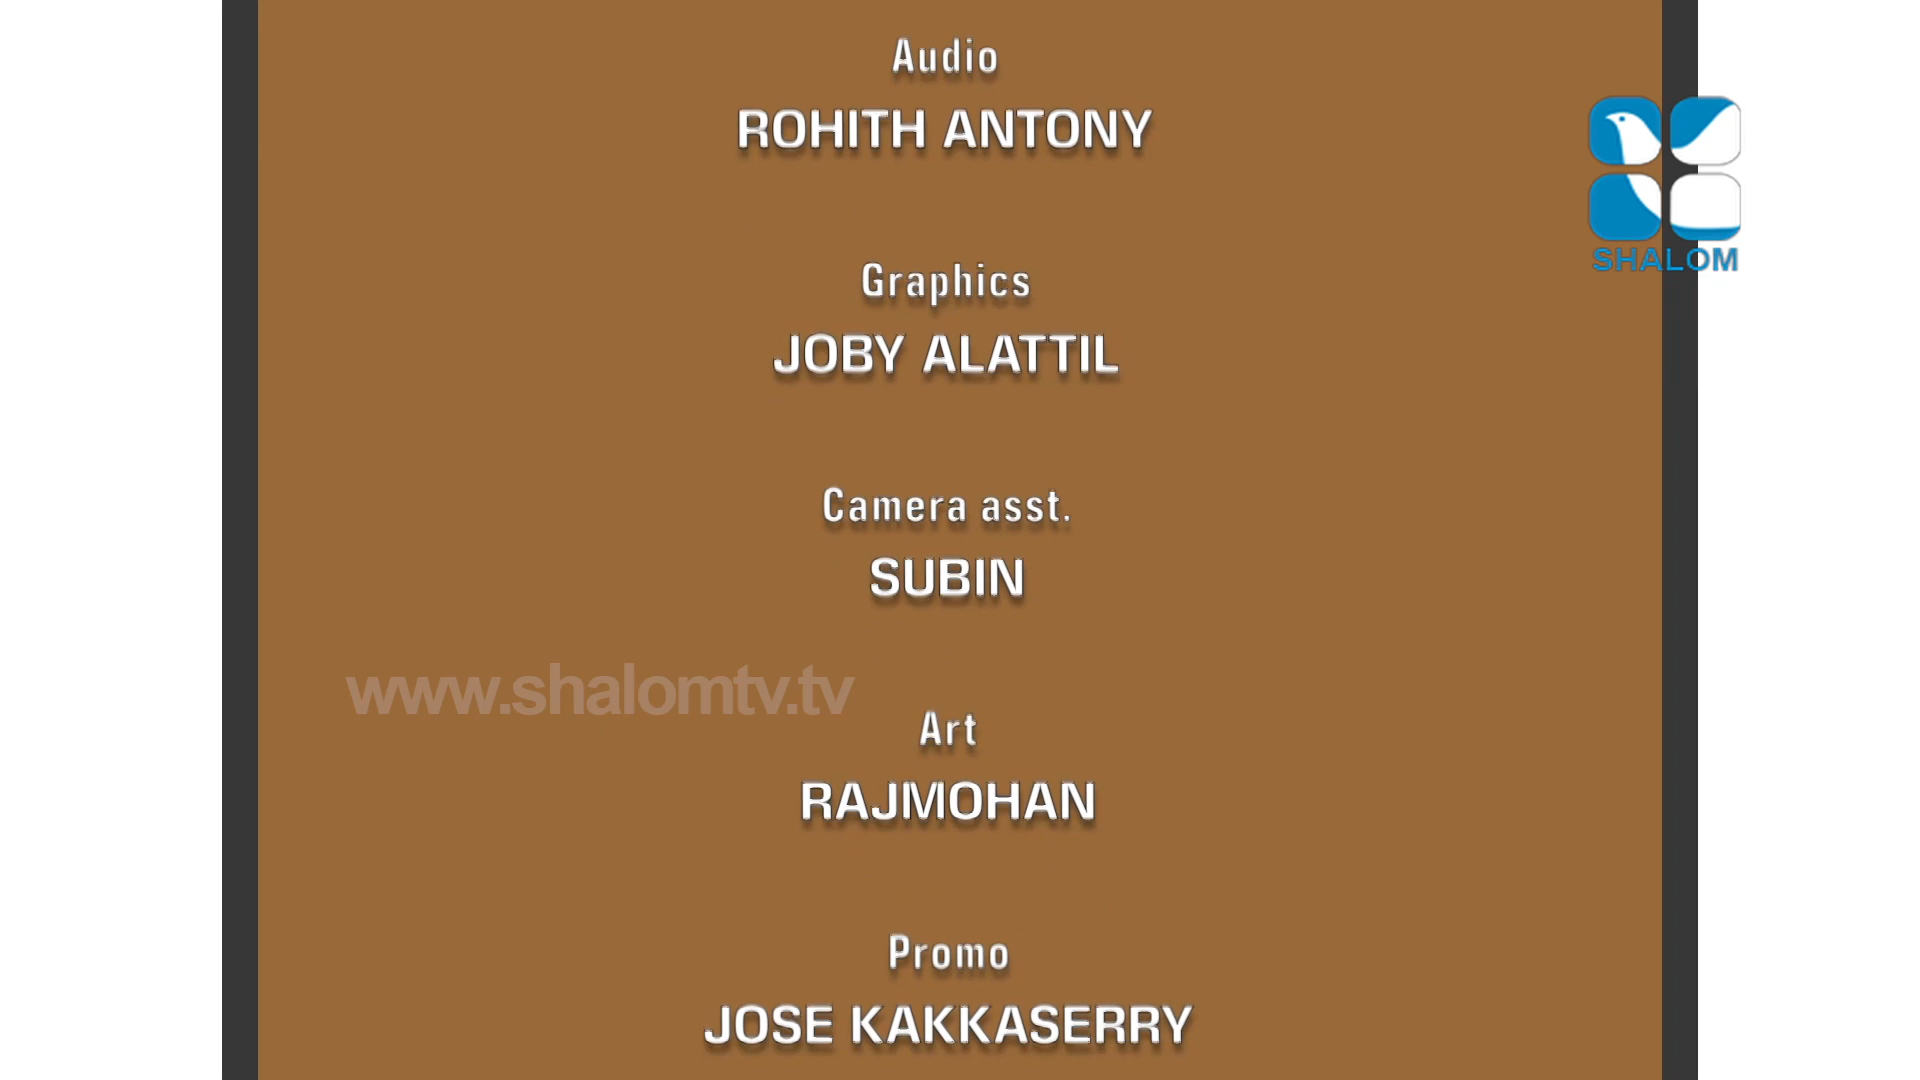 Audio
ROHITH ANTONY
SHALOM
Graphics
JOBY ALATTIL
Camera asst.
SUBIN
www.shalomtv.tv
Art
RAJMOHAN
Promo
JOSE KAKKASERRY